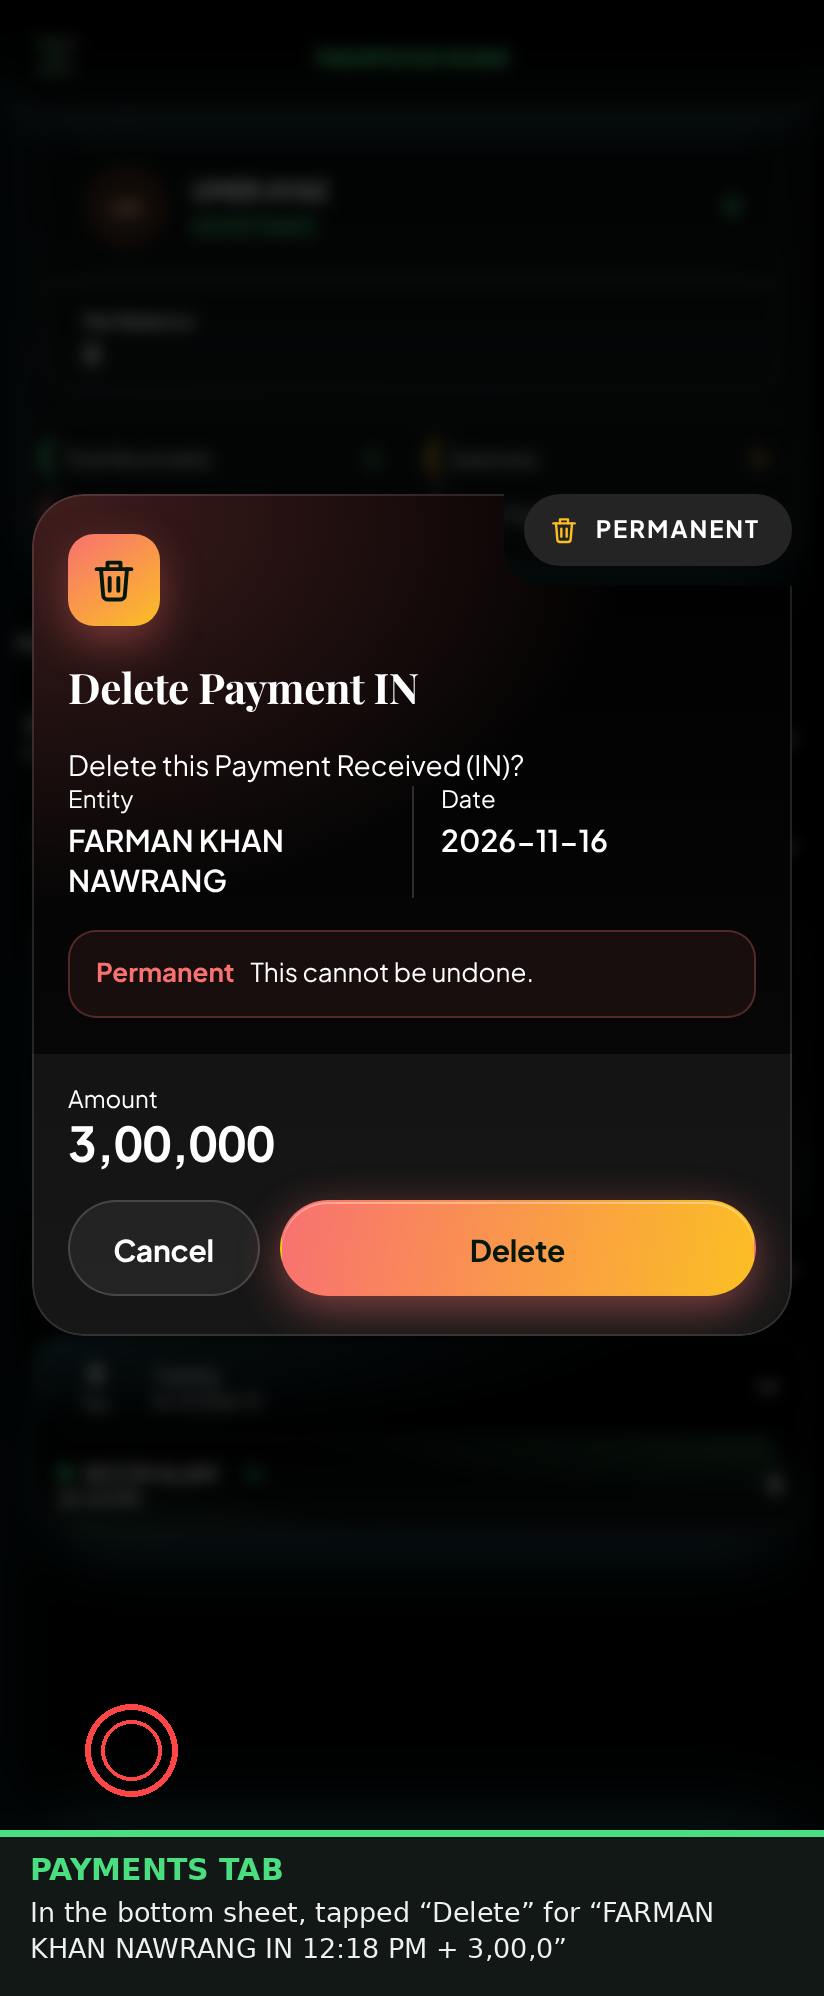 PERMANENT
Delete Payment IN
Delete this Payment Received (IN)?
Entity
FARMAN KHAN
NAWRANG
Date
2026-11-16
Permanent This cannot be undone.
Amount
3,00,000
Cancel
Delete
PAYMENTS TAB
In the bottom sheet, tapped “Delete” for “FARMAN
KHAN NAWRANG IN 12:18 PM + 3,00,0”